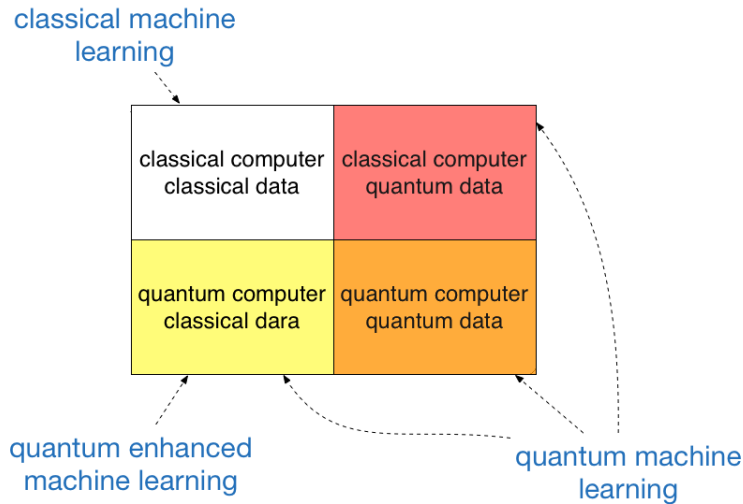 classical machine
learning
classical computer
classical data
classical computer
quantum data
quantum computer
classical dara
quantum computer
quantum data
quantum enhanced
machine learning
quantum machine
learning